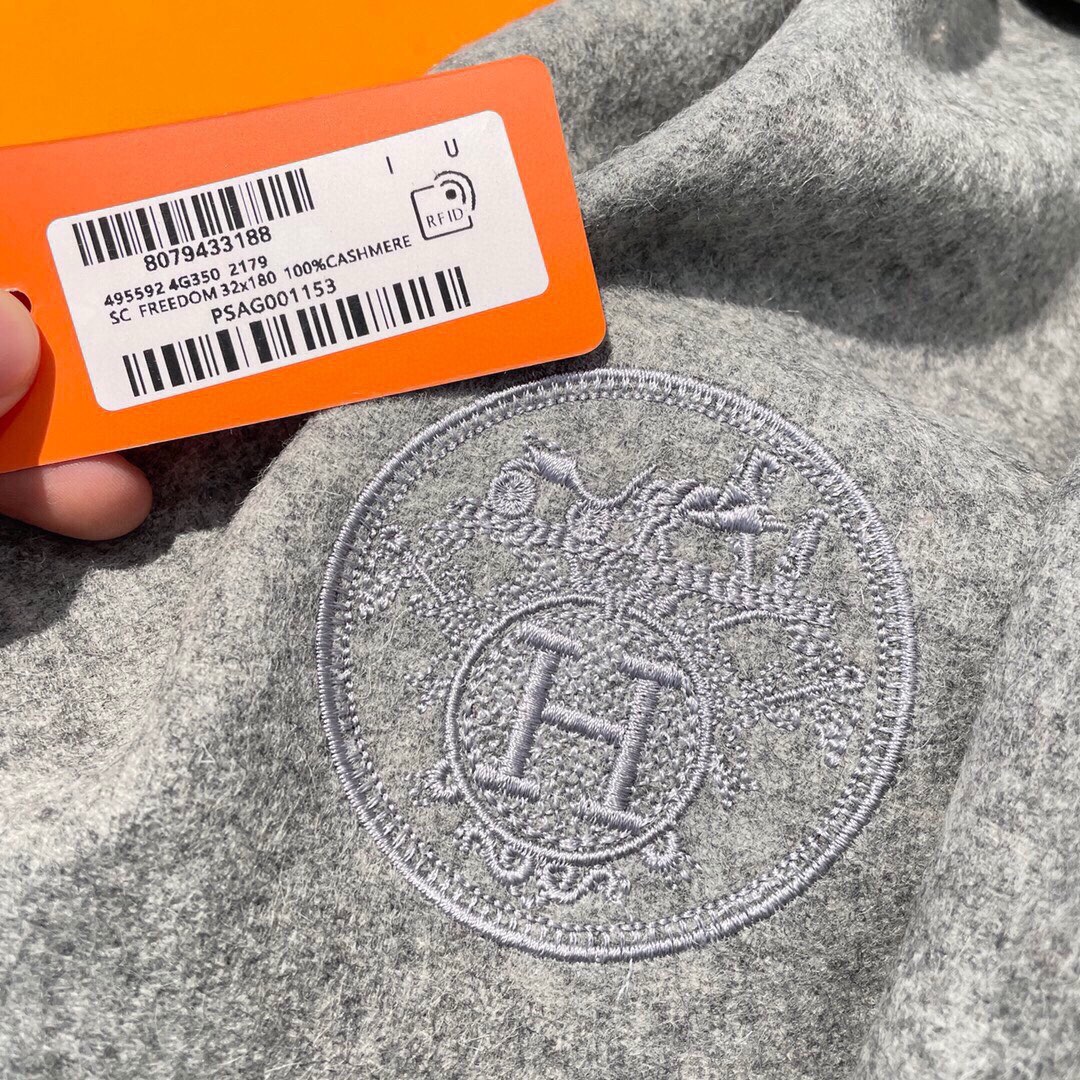 I U
RFID
8079433188
495592 4G350 2179
SC FREEDOM 32x180 100%CASHMERE
PSAG001153
H